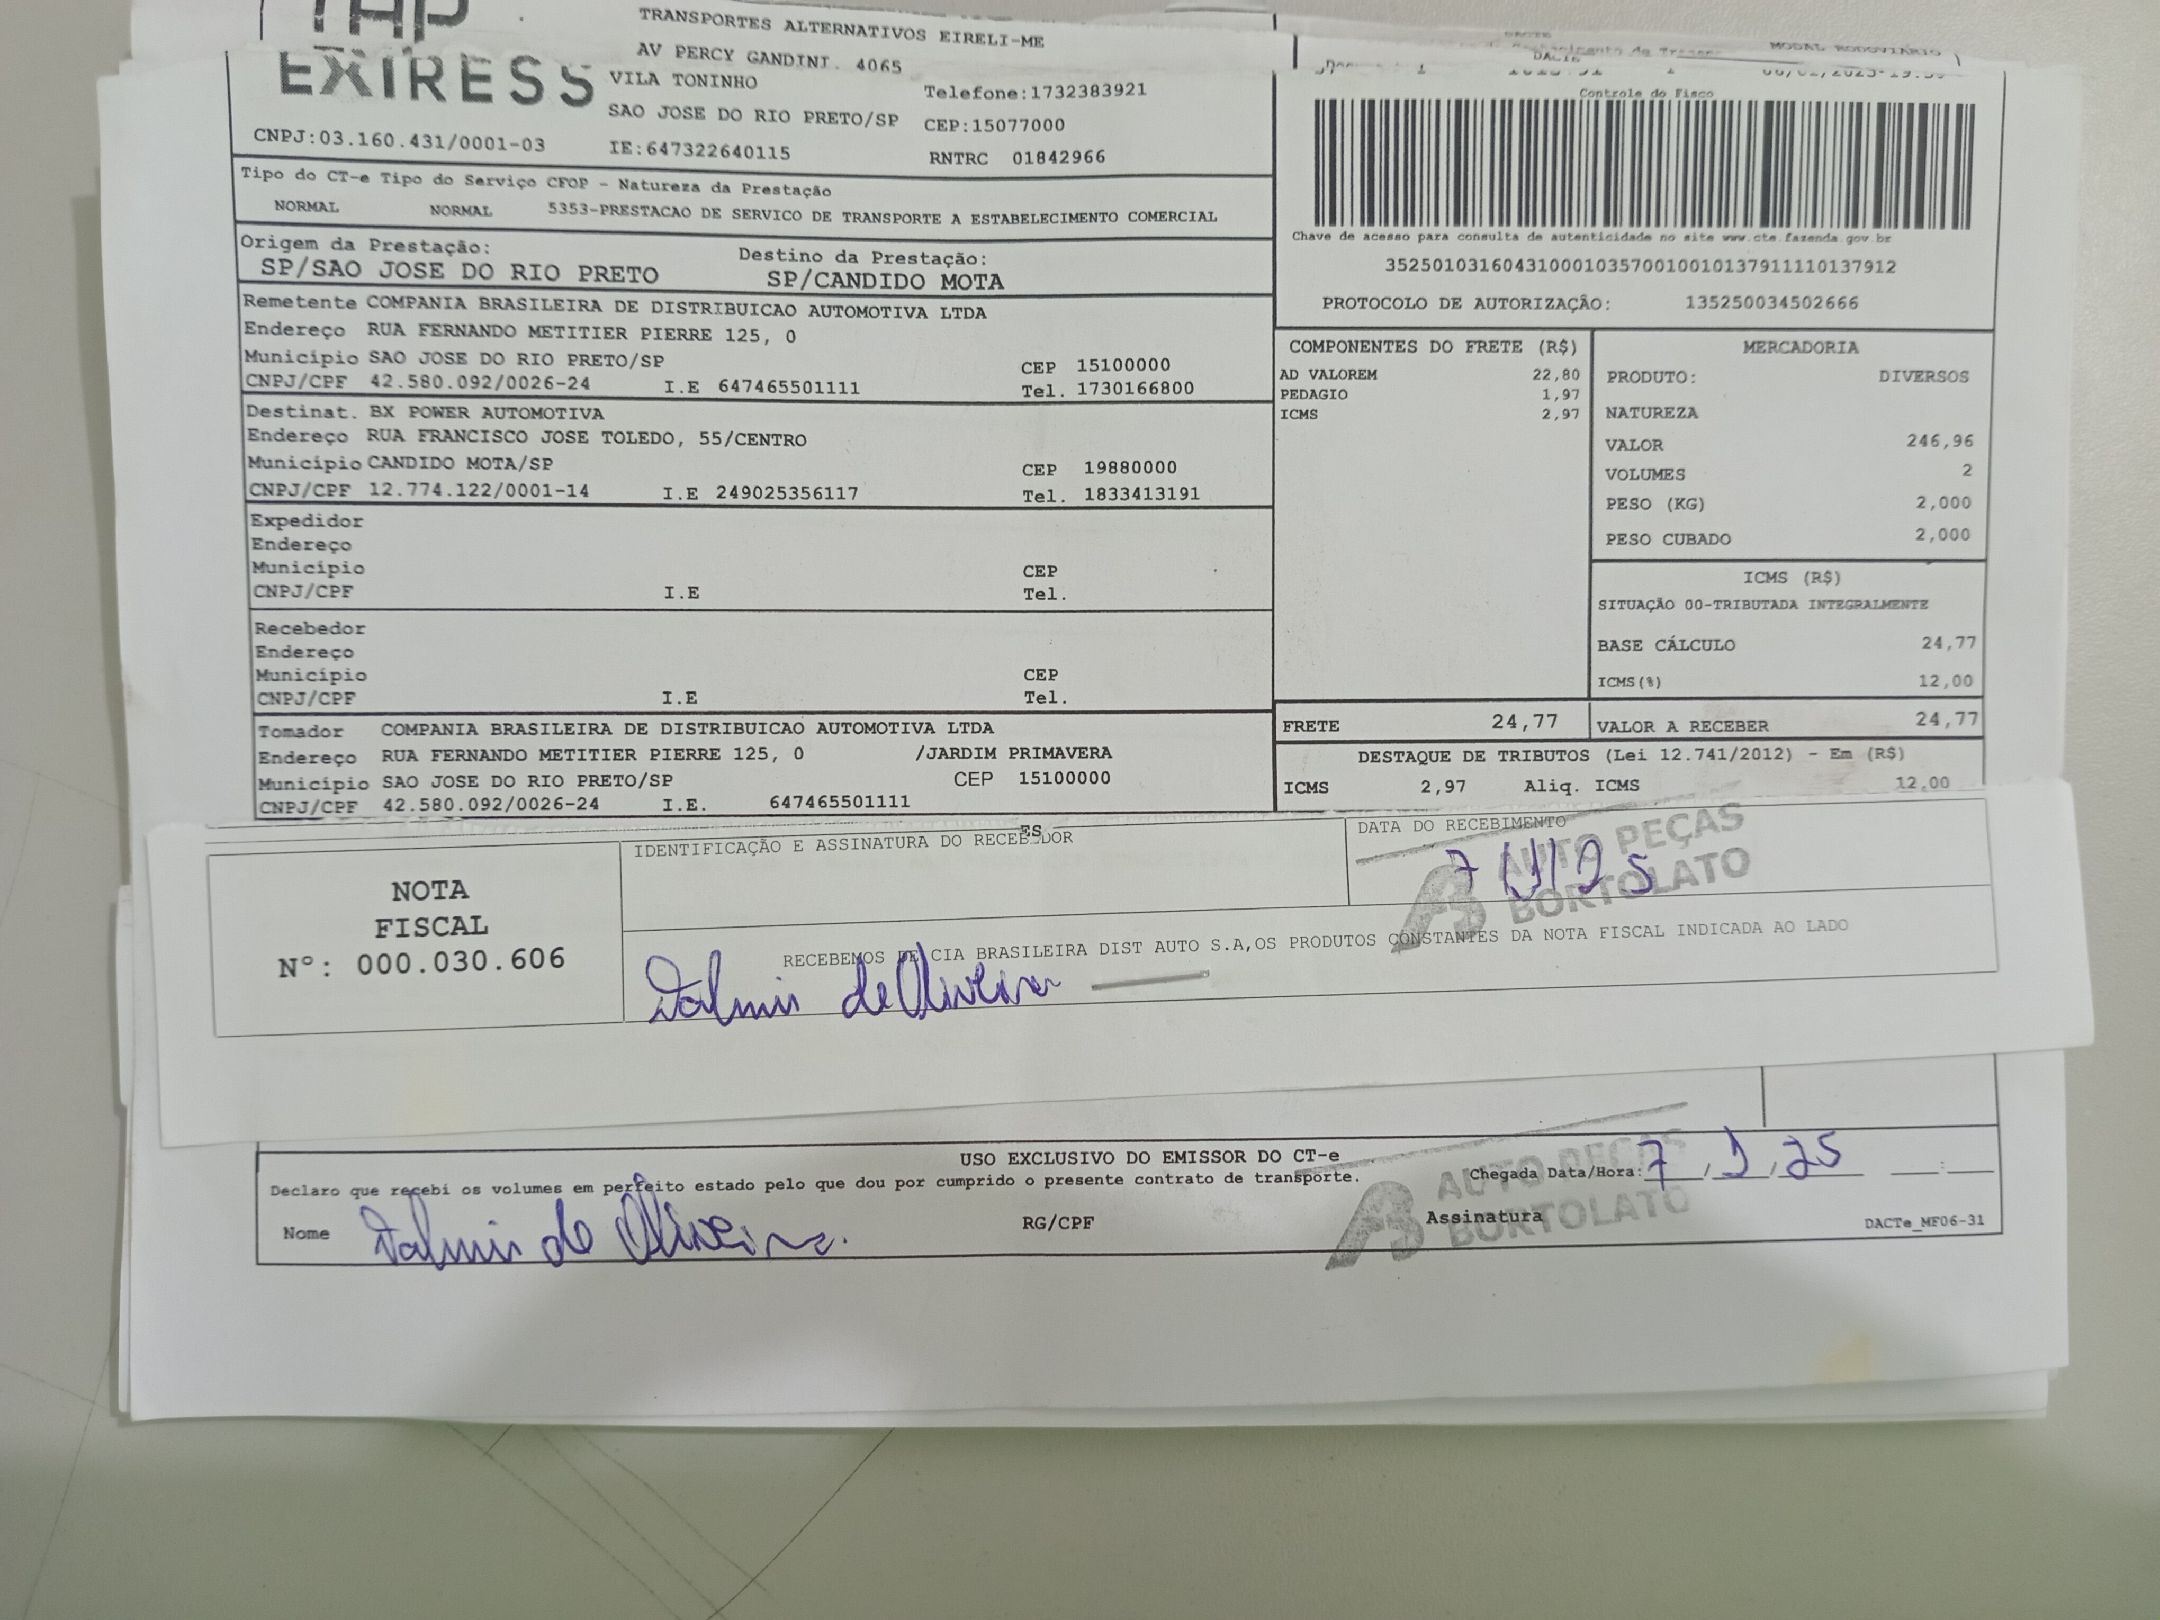 EXPRESS
TRANSPORTES ALTERNATIVOS EIRELI-ME
AV PERCY GANDINI. 4065
VILA TONINHO
Telefone:1732383921
SAO JOSE DO RIO PRETO/SP CEP:15077000
CNPJ:03.160.431/0001-03 IE:647322640115 RNTRC 01842966
Tipo do CT-e Tipo do Serviço CFOP - Natureza da Prestação
NORMAL NORMAL 5353-PRESTACAO DE SERVICO DE TRANSPORTE A ESTABELECIMENTO COMERCIAL
Origem da Prestação: Destino da Prestação:
SP/SAO JOSE DO RIO PRETO SP/CANDIDO MOTA
Remetente COMPANIA BRASILEIRA DE DISTRIBUICAO AUTOMOTIVA LTDA
Endereço RUA FERNANDO METITIER PIERRE 125, 0
Município SAO JOSE DO RIO PRETO/SP CEP 15100000
CNPJ/CPF 42.580.092/0026-24 I.E 647465501111 Tel. 1730166800
Destinat. BX POWER AUTOMOTIVA
Endereço RUA FRANCISCO JOSE TOLEDO, 55/CENTRO
Município CANDIDO MOTA/SP CEP 19880000
CNPJ/CPF 12.774.122/0001-14 I.E 249025356117 Tel. 1833413191
Expedidor
Endereço
Município CEP
CNPJ/CPF I.E Tel.
Recebedor
Endereço
Município CEP
CNPJ/CPF I.E Tel.
Tomador COMPANIA BRASILEIRA DE DISTRIBUICAO AUTOMOTIVA LTDA
Endereço RUA FERNANDO METITIER PIERRE 125, 0 /JARDIM PRIMAVERA
Município SAO JOSE DO RIO PRETO/SP CEP 15100000
CNPJ/CPF 42.580.092/0026-24 I.E. 647465501111
MODAL RODOVIÁRIO
Controle do Fisco
Chave de acesso para consulta de autenticidade no site www.cte.fazenda.gov.br
35250103160431000103570010010137911110137912
PROTOCOLO DE AUTORIZAÇÃO: 135250034502666
COMPONENTES DO FRETE (R$)
AD VALOREM 22,80
PEDAGIO 1,97
ICMS 2,97
MERCADORIA
PRODUTO: DIVERSOS
NATUREZA
VALOR 246,96
VOLUMES 2
PESO (KG) 2,000
PESO CUBADO 2,000
ICMS (R$)
SITUAÇÃO 00-TRIBUTADA INTEGRALMENTE
BASE CÁLCULO 24,77
ICMS(%) 12,00
FRETE 24,77 VALOR A RECEBER 24,77
DESTAQUE DE TRIBUTOS (Lei 12.741/2012) - Em (R$)
ICMS 2,97 Aliq. ICMS 12,00
NOTA
FISCAL
Nº: 000.030.606
IDENTIFICAÇÃO E ASSINATURA DO RECEBEDOR
DATA DO RECEBIMENTO
AUTO PEÇAS
BORTOLATO
RECEBEMOS DE CIA BRASILEIRA DIST AUTO S.A,OS PRODUTOS CONSTANTES DA NOTA FISCAL INDICADA AO LADO
Dalmir de Oliveira
USO EXCLUSIVO DO EMISSOR DO CT-e
Declaro que recebi os volumes em perfeito estado pelo que dou por cumprido o presente contrato de transporte.
Chegada Data/Hora: 7 / 1 / 25 :
Nome Dalmir de Oliveira. RG/CPF Assinatura
AUTO PEÇAS
BORTOLATO
DACTe_MF06-31